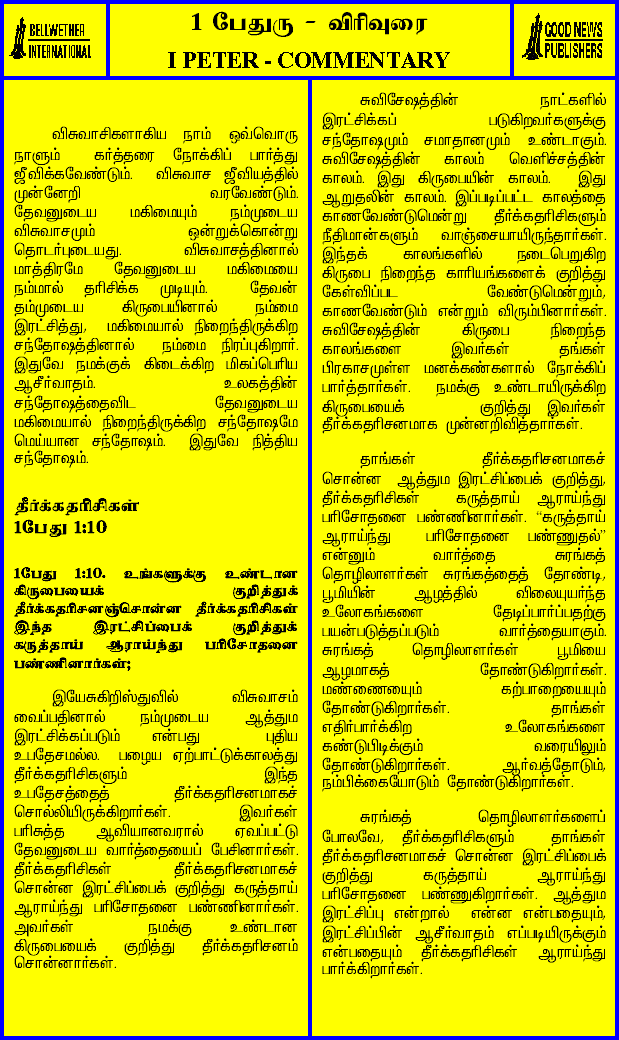 BELLWETHER
INTERNATIONAL
1 பேதுரு - விரிவுரை
I PETER - COMMENTARY
GOOD NEWS
PUBLISHERS
விசுவாசிகளாகிய நாம் ஒவ்வொரு
நாளும் கர்த்தரை நோக்கிப் பார்த்து
ஜீவிக்கவேண்டும். விசுவாச ஜீவியத்தில்
முன்னேறி வரவேண்டும்.
தேவனுடைய மகிமையும் நம்முடைய
விசுவாசமும் ஒன்றுக்கொன்று
தொடர்புடையது. விசுவாசத்தினால்
மாத்திரமே தேவனுடைய மகிமையை
நம்மால் தரிசிக்க முடியும். தேவன்
தம்முடைய கிருபையினால் நம்மை
இரட்சித்து, மகிமையால் நிறைந்திருக்கிற
சந்தோஷத்தினால் நம்மை நிரப்புகிறார்.
இதுவே நமக்குக் கிடைக்கிற மிகப்பெரிய
ஆசீர்வாதம். உலகத்தின்
சந்தோஷத்தைவிட தேவனுடைய
மகிமையால் நிறைந்திருக்கிற சந்தோஷமே
மெய்யான சந்தோஷம். இதுவே நித்திய
சந்தோஷம்.
தீர்க்கதரிசிகள்
1பேது 1:10
1பேது 1:10. உங்களுக்கு உண்டான
கிருபையைக் குறித்துத்
தீர்க்கதரிசனஞ்சொன்ன தீர்க்கதரிசிகள்
இந்த இரட்சிப்பைக் குறித்துக்
கருத்தாய் ஆராய்ந்து பரிசோதனை
பண்ணினார்கள்;
இயேசுகிறிஸ்துவில் விசுவாசம்
வைப்பதினால் நம்முடைய ஆத்தும
இரட்சிக்கப்படும் என்பது புதிய
உபதேசமல்ல. பழைய ஏற்பாட்டுக்காலத்து
தீர்க்கதரிசிகளும் இந்த
உபதேசத்தைத் தீர்க்கதரிசனமாகச்
சொல்லியிருக்கிறார்கள். இவர்கள்
பரிசுத்த ஆவியானவரால் ஏவப்பட்டு
தேவனுடைய வார்த்தையைப் பேசினார்கள்.
தீர்க்கதரிசிகள் தீர்க்கதரிசனமாகச்
சொன்ன இரட்சிப்பைக் குறித்து கருத்தாய்
ஆராய்ந்து பரிசோதனை பண்ணினார்கள்.
அவர்கள் நமக்கு உண்டான
கிருபையைக் குறித்து தீர்க்கதரிசனம்
சொன்னார்கள்.
சுவிசேஷத்தின் நாட்களில்
இரட்சிக்கப் படுகிறவர்களுக்கு
சந்தோஷமும் சமாதானமும் உண்டாகும்.
சுவிசேஷத்தின் காலம் வெளிச்சத்தின்
காலம். இது கிருபையின் காலம். இது
ஆறுதலின் காலம். இப்படிப்பட்ட காலத்தை
காணவேண்டுமென்று தீர்க்கதரிசிகளும்
நீதிமான்களும் வாஞ்சையாயிருந்தார்கள்.
இந்தக் காலங்களில் நடைபெறுகிற
கிருபை நிறைந்த காரியங்களைக் குறித்து
கேள்விப்பட வேண்டுமென்றும்,
காணவேண்டும் என்றும் விரும்பினார்கள்.
சுவிசேஷத்தின் கிருபை நிறைந்த
காலங்களை இவர்கள் தங்கள்
பிரகாசமுள்ள மனக்கண்களால் நோக்கிப்
பார்த்தார்கள். நமக்கு உண்டாயிருக்கிற
கிருபையைக் குறித்து இவர்கள்
தீர்க்கதரிசனமாக முன்னறிவித்தார்கள்.
தாங்கள் தீர்க்கதரிசனமாகச்
சொன்ன ஆத்தும இரட்சிப்பைக் குறித்து,
தீர்க்கதரிசிகள் கருத்தாய் ஆராய்ந்து
பரிசோதனை பண்ணினார்கள். “கருத்தாய்
ஆராய்ந்து பரிசோதனை பண்ணுதல்”
என்னும் வார்த்தை சுரங்கத்
தொழிலாளர்கள் சுரங்கத்தைத் தோண்டி,
பூமியின் ஆழத்தில் விலையுயர்ந்த
உலோகங்களை தேடிப்பார்ப்பதற்கு
பயன்படுத்தப்படும் வார்த்தையாகும்.
சுரங்கத் தொழிலாளர்கள் பூமியை
ஆழமாகத் தோண்டுகிறார்கள்.
மண்ணையும் கற்பாறையையும்
தோண்டுகிறார்கள். தாங்கள்
எதிர்பார்க்கிற உலோகங்களை
கண்டுபிடிக்கும் வரையிலும்
தோண்டுகிறார்கள். ஆர்வத்தோடும்,
நம்பிக்கையோடும் தோண்டுகிறார்கள்.
சுரங்கத் தொழிலாளர்களைப்
போலவே, தீர்க்கதரிசிகளும் தாங்கள்
தீர்க்கதரிசனமாகச் சொன்ன இரட்சிப்பைக்
குறித்து கருத்தாய் ஆராய்ந்து
பரிசோதனை பண்ணுகிறார்கள். ஆத்தும
இரட்சிப்பு என்றால் என்ன என்பதையும்,
இரட்சிப்பின் ஆசீர்வாதம் எப்படியிருக்கும்
என்பதையும் தீர்க்கதரிசிகள் ஆராய்ந்து
பார்க்கிறார்கள்.